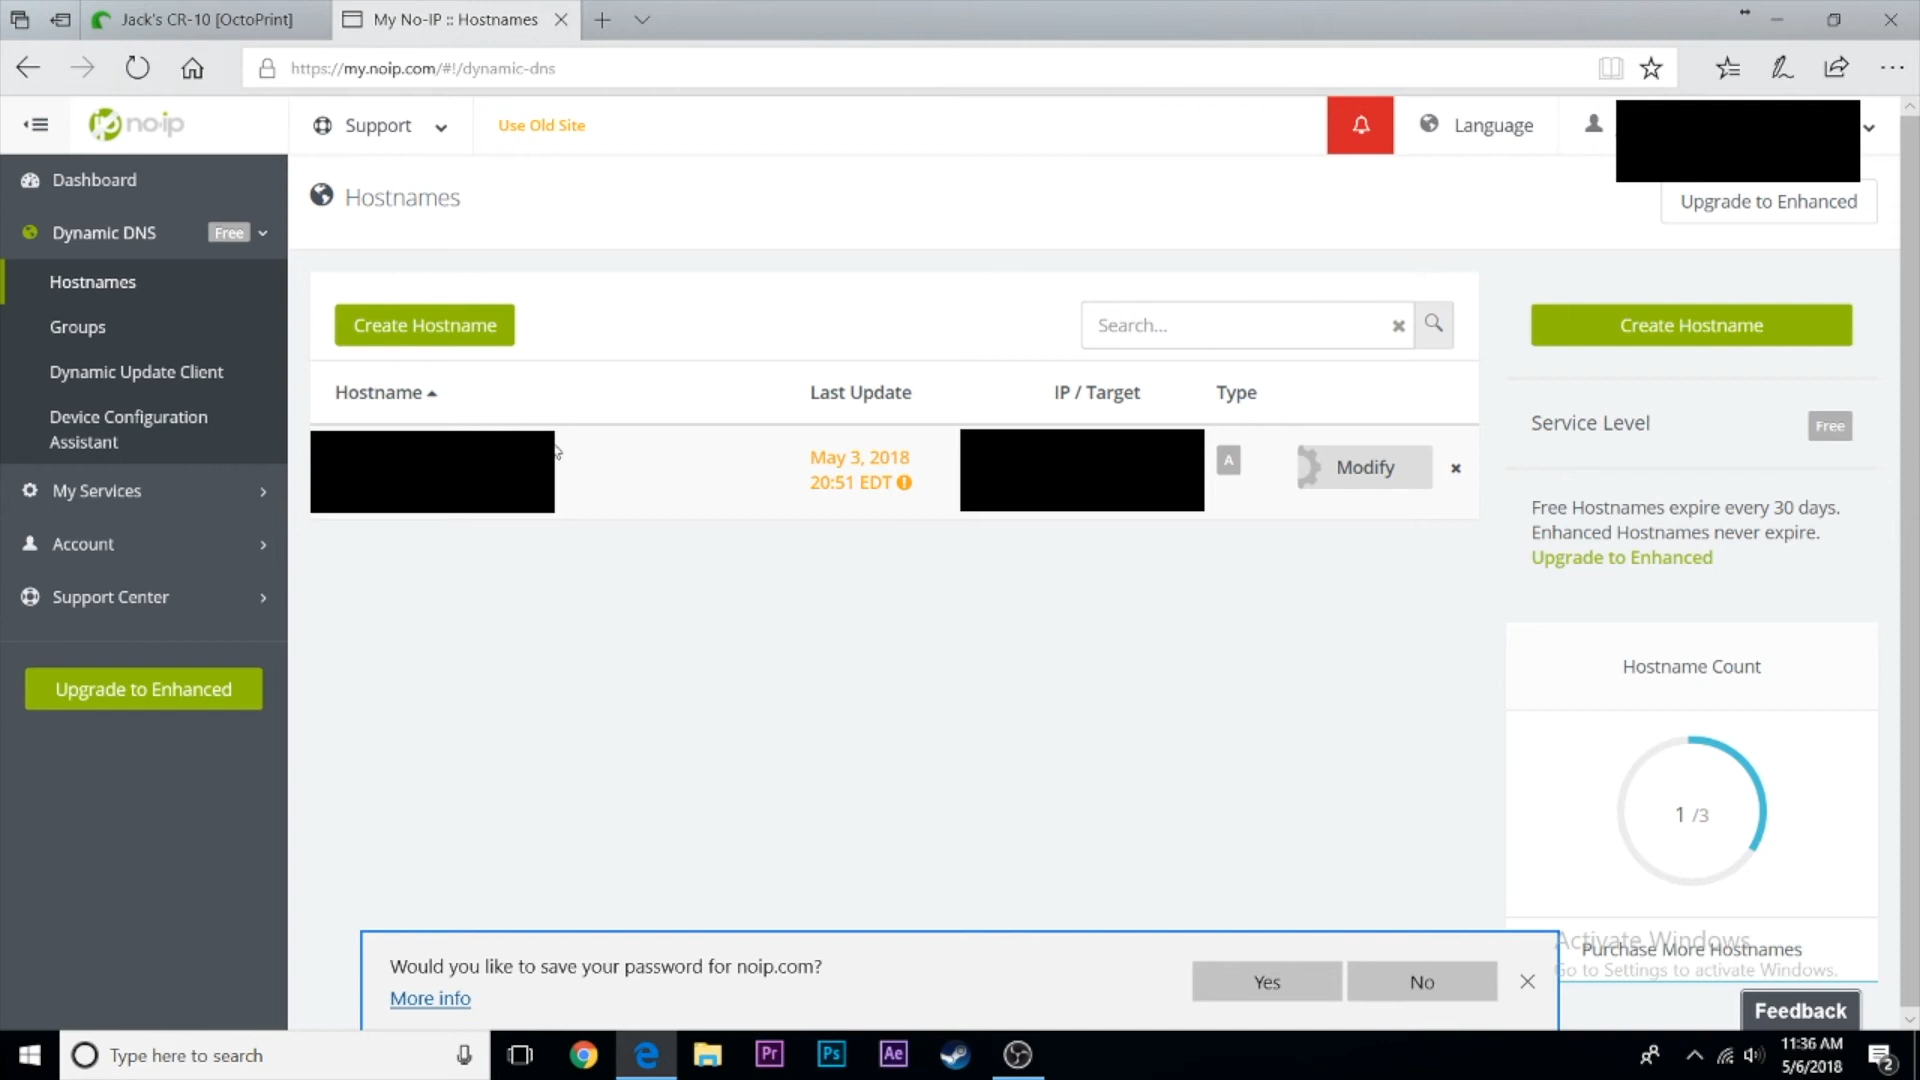 Jack's CR-10 [OctoPrint]
My No-IP :: Hostnames
https://my.noip.com/#!/dynamic-dns
no-ip
Support
Use Old Site
Language
Dashboard
Hostnames
Upgrade to Enhanced
Dynamic DNS
Free
Hostnames
Groups
Dynamic Update Client
Device Configuration
Assistant
My Services
Account
Support Center
Upgrade to Enhanced
Create Hostname
Search...
Hostname
Last Update
IP / Target
Type
May 3, 2018
20:51 EDT
A
Modify
Create Hostname
Service Level
Free
Free Hostnames expire every 30 days.
Enhanced Hostnames never expire.
Upgrade to Enhanced
Hostname Count
1 /3
Activate Windows
Purchase More Hostnames
Go to Settings to activate Windows.
Would you like to save your password for noip.com?
More info
Yes
No
Feedback
Type here to search
Pr
Ps
Ae
11:36 AM
5/6/2018
2